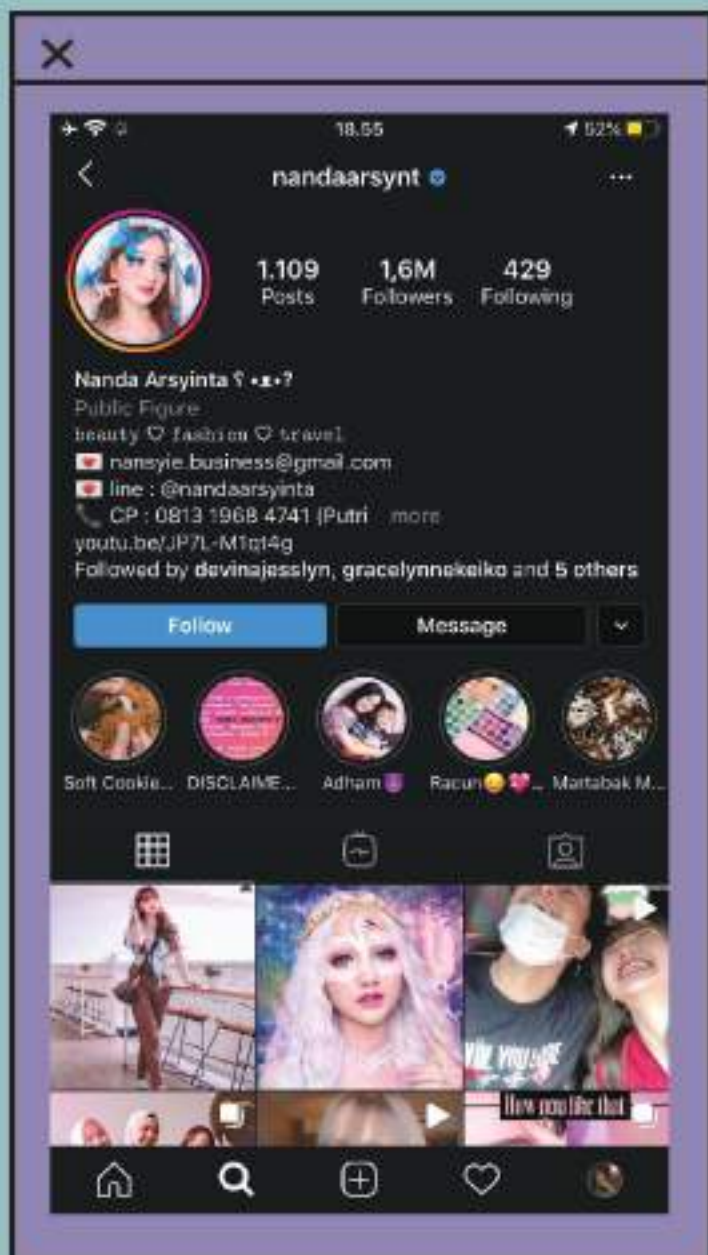 18.55
52%
nandaarsynt
1.109
Posts
1,6M
Followers
429
Following
Nanda Arsyinta
Public Figure
beauty ♡ fashion ♡ travel
nansyie.business@gmail.com
line : @nandaarsyinta
CP : 0813 1968 4741 (Putri more
Followed by devinajesslyn, gracelynnekeiko and 5 others
Follow
Message
Soft Cookie...
DISCLAIME...
Adham
Racun
Martabak M...
How you like that